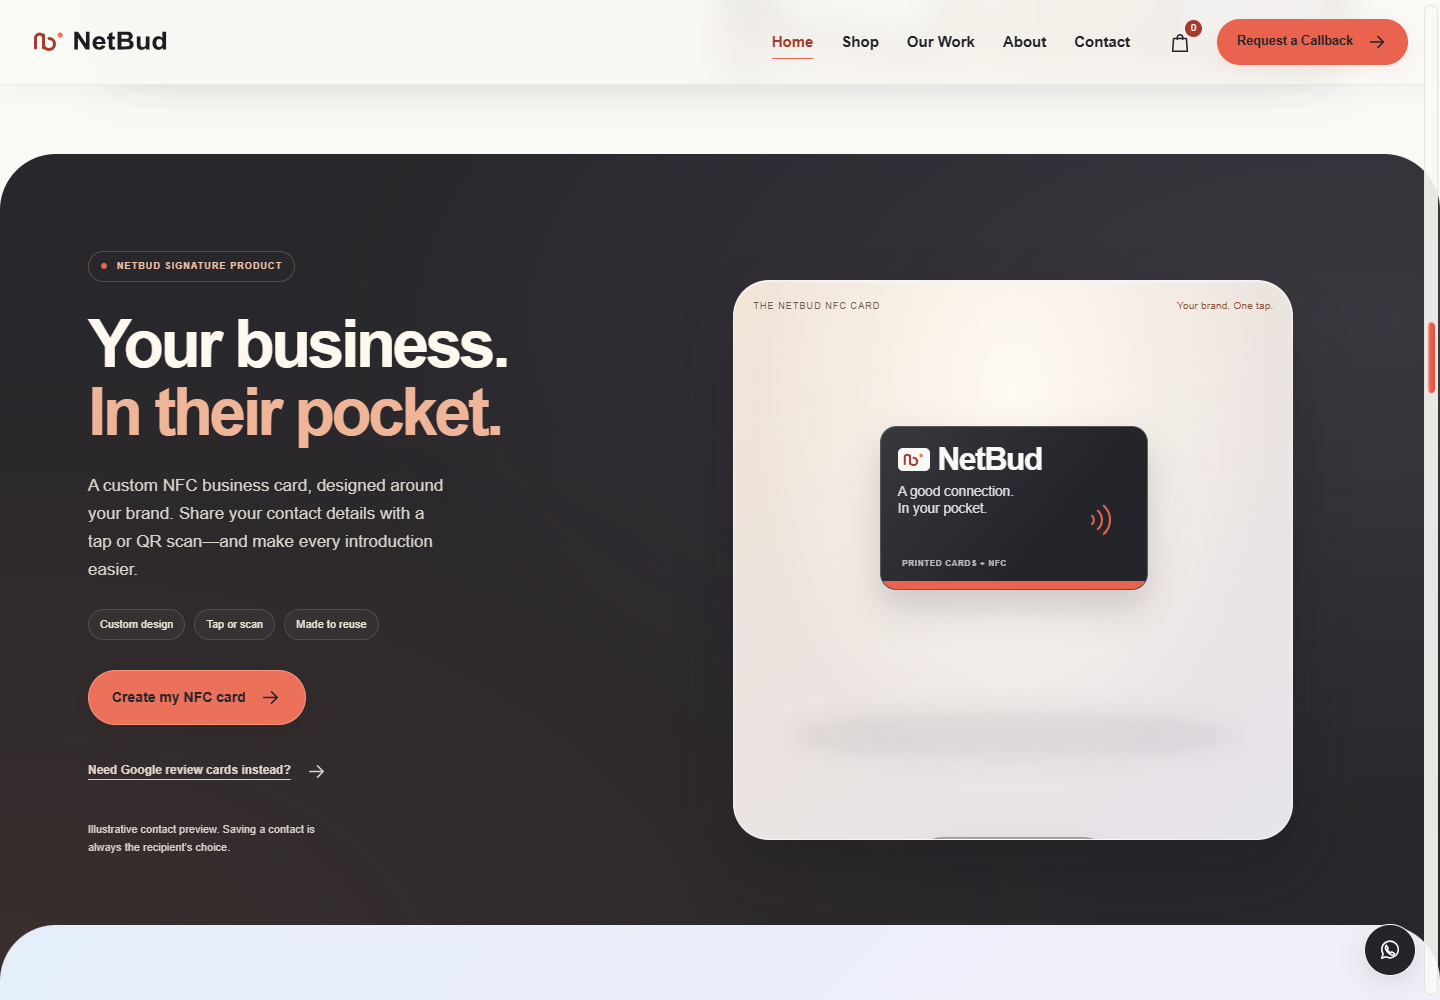 NetBud
Home
Shop
Our Work
About
Contact
0
Request a Callback
NETBUD SIGNATURE PRODUCT
Your business.
In their pocket.
A custom NFC business card, designed around
your brand. Share your contact details with a
tap or QR scan—and make every introduction
easier.
Custom design
Tap or scan
Made to reuse
Create my NFC card
Need Google review cards instead?
Illustrative contact preview. Saving a contact is
always the recipient's choice.
THE NETBUD NFC CARD
Your brand. One tap.
NetBud
A good connection.
In your pocket.
PRINTED CARDS + NFC